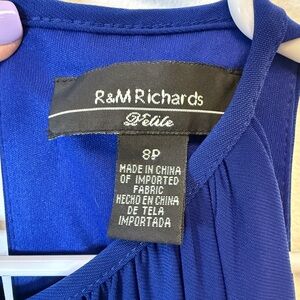 R&M Richards
Petite
8P
MADE IN CHINA
OF IMPORTED
FABRIC
HECHO EN CHINA
DE TELA
IMPORTADA